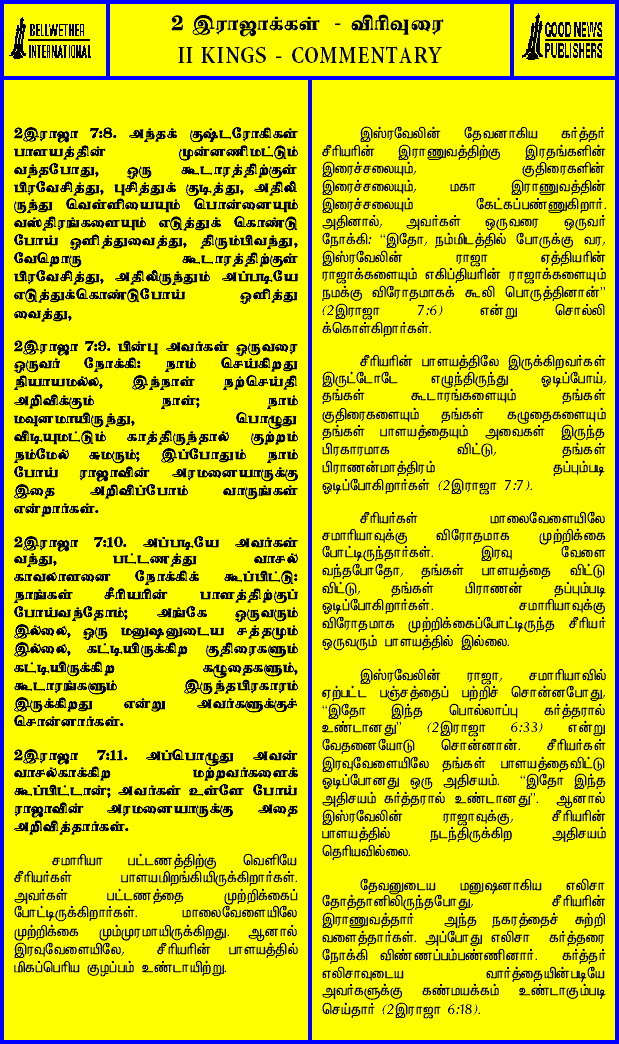 BELLWETHER
INTERNATIONAL
2 இராஜாக்கள் - விரிவுரை
II KINGS - COMMENTARY
GOOD NEWS
PUBLISHERS
2இராஜா 7:8. அந்தக் குஷ்டரோகிகள்
பாளயத்தின் முன்னணிமட்டும்
வந்தபோது, ஒரு கூடாரத்திற்குள்
பிரவேசித்து, புசித்துக் குடித்து, அதிலி
ருந்து வெள்ளியையும் பொன்னையும்
வஸ்திரங்களையும் எடுத்துக் கொண்டு
போய் ஒளித்துவைத்து, திரும்பிவந்து,
வேறொரு கூடாரத்திற்குள்
பிரவேசித்து, அதிலிருந்தும் அப்படியே
எடுத்துக்கொண்டுபோய் ஒளித்து
வைத்து,
2இராஜா 7:9. பின்பு அவர்கள் ஒருவரை
ஒருவர் நோக்கி: நாம் செய்கிறது
நியாயமல்ல, இந்நாள் நற்செய்தி
அறிவிக்கும் நாள்; நாம்
மவுனமாயிருந்து, பொழுது
விடியுமட்டும் காத்திருந்தால் குற்றம்
நம்மேல் சுமரும்; இப்போதும் நாம்
போய் ராஜாவின் அரமனையாருக்கு
இதை அறிவிப்போம் வாருங்கள்
என்றார்கள்.
2இராஜா 7:10. அப்படியே அவர்கள்
வந்து, பட்டணத்து வாசல்
காவலாளனை நோக்கிக் கூப்பிட்டு:
நாங்கள் சீரியரின் பாளத்திற்குப்
போய்வந்தோம்; அங்கே ஒருவரும்
இல்லை, ஒரு மனுஷனுடைய சத்தமும்
இல்லை, கட்டியிருக்கிற குதிரைகளும்
கட்டியிருக்கிற கழுதைகளும்,
கூடாரங்களும் இருந்தபிரகாரம்
இருக்கிறது என்று அவர்களுக்குச்
சொன்னார்கள்.
2இராஜா 7:11. அப்பொழுது அவன்
வாசல்காக்கிற மற்றவர்களைக்
கூப்பிட்டான்; அவர்கள் உள்ளே போய்
ராஜாவின் அரமனையாருக்கு அதை
அறிவித்தார்கள்.
சமாரியா பட்டணத்திற்கு வெளியே
சீரியர்கள் பாளயமிறங்கியிருக்கிறார்கள்.
அவர்கள் பட்டணத்தை முற்றிக்கைப்
போட்டிருக்கிறார்கள். மாலைவேளையிலே
முற்றிக்கை மும்முரமாயிருக்கிறது. ஆனால்
இரவுவேளையிலே, சீரியரின் பாளயத்தில்
மிகப்பெரிய குழப்பம் உண்டாயிற்று.
இஸ்ரவேலின் தேவனாகிய கர்த்தர்
சீரியரின் இராணுவத்திற்கு இரதங்களின்
இரைச்சலையும், குதிரைகளின்
இரைச்சலையும், மகா இராணுவத்தின்
இரைச்சலையும் கேட்கப்பண்ணுகிறார்.
அதினால், அவர்கள் ஒருவரை ஒருவர்
நோக்கி: “இதோ, நம்மிடத்தில் போருக்கு வர,
இஸ்ரவேலின் ராஜா ஏத்தியரின்
ராஜாக்களையும் எகிப்தியரின் ராஜாக்களையும்
நமக்கு விரோதமாகக் கூலி பொருத்தினான்”
(2இராஜா 7:6) என்று சொல்லி
க்கொள்கிறார்கள்.
சீரியரின் பாளயத்திலே இருக்கிறவர்கள்
இருட்டோடே எழுந்திருந்து ஓடிப்போய்,
தங்கள் கூடாரங்களையும் தங்கள்
குதிரைகளையும் தங்கள் கழுதைகளையும்
தங்கள் பாளயத்தையும் அவைகள் இருந்த
பிரகாரமாக விட்டு, தங்கள்
பிராணன்மாத்திரம் தப்பும்படி
ஓடிப்போகிறார்கள் (2இராஜா 7:7).
சீரியர்கள் மாலைவேளையிலே
சமாரியாவுக்கு விரோதமாக முற்றிக்கை
போட்டிருந்தார்கள். இரவு வேளை
வந்தபோதோ, தங்கள் பாளயத்தை விட்டு
விட்டு, தங்கள் பிராணன் தப்பும்படி
ஓடிப்போகிறார்கள். சமாரியாவுக்கு
விரோதமாக முற்றிக்கைப்போட்டிருந்த சீரியர்
ஒருவரும் பாளயத்தில் இல்லை.
இஸ்ரவேலின் ராஜா, சமாரியாவில்
ஏற்பட்ட பஞ்சத்தைப் பற்றிச் சொன்னபோது,
“இதோ இந்த பொல்லாப்பு கர்த்தரால்
உண்டானது” (2இராஜா 6:33) என்று
வேதனையோடு சொன்னான். சீரியர்கள்
இரவுவேளையிலே தங்கள் பாளயத்தைவிட்டு
ஓடிப்போனது ஒரு அதிசயம். “இதோ இந்த
அதிசயம் கர்த்தரால் உண்டானது”. ஆனால்
இஸ்ரவேலின் ராஜாவுக்கு, சீரியரின்
பாளயத்தில் நடந்திருக்கிற அதிசயம்
தெரியவில்லை.
தேவனுடைய மனுஷனாகிய எலிசா
தோத்தானிலிருந்தபோது, சீரியரின்
இராணுவத்தார் அந்த நகரத்தைச் சுற்றி
வளைத்தார்கள். அப்போது எலிசா கர்த்தரை
நோக்கி விண்ணப்பம்பண்ணினார். கர்த்தர்
எலிசாவுடைய வார்த்தையின்படியே
அவர்களுக்கு கண்மயக்கம் உண்டாகும்படி
செய்தார் (2இராஜா 6:18).